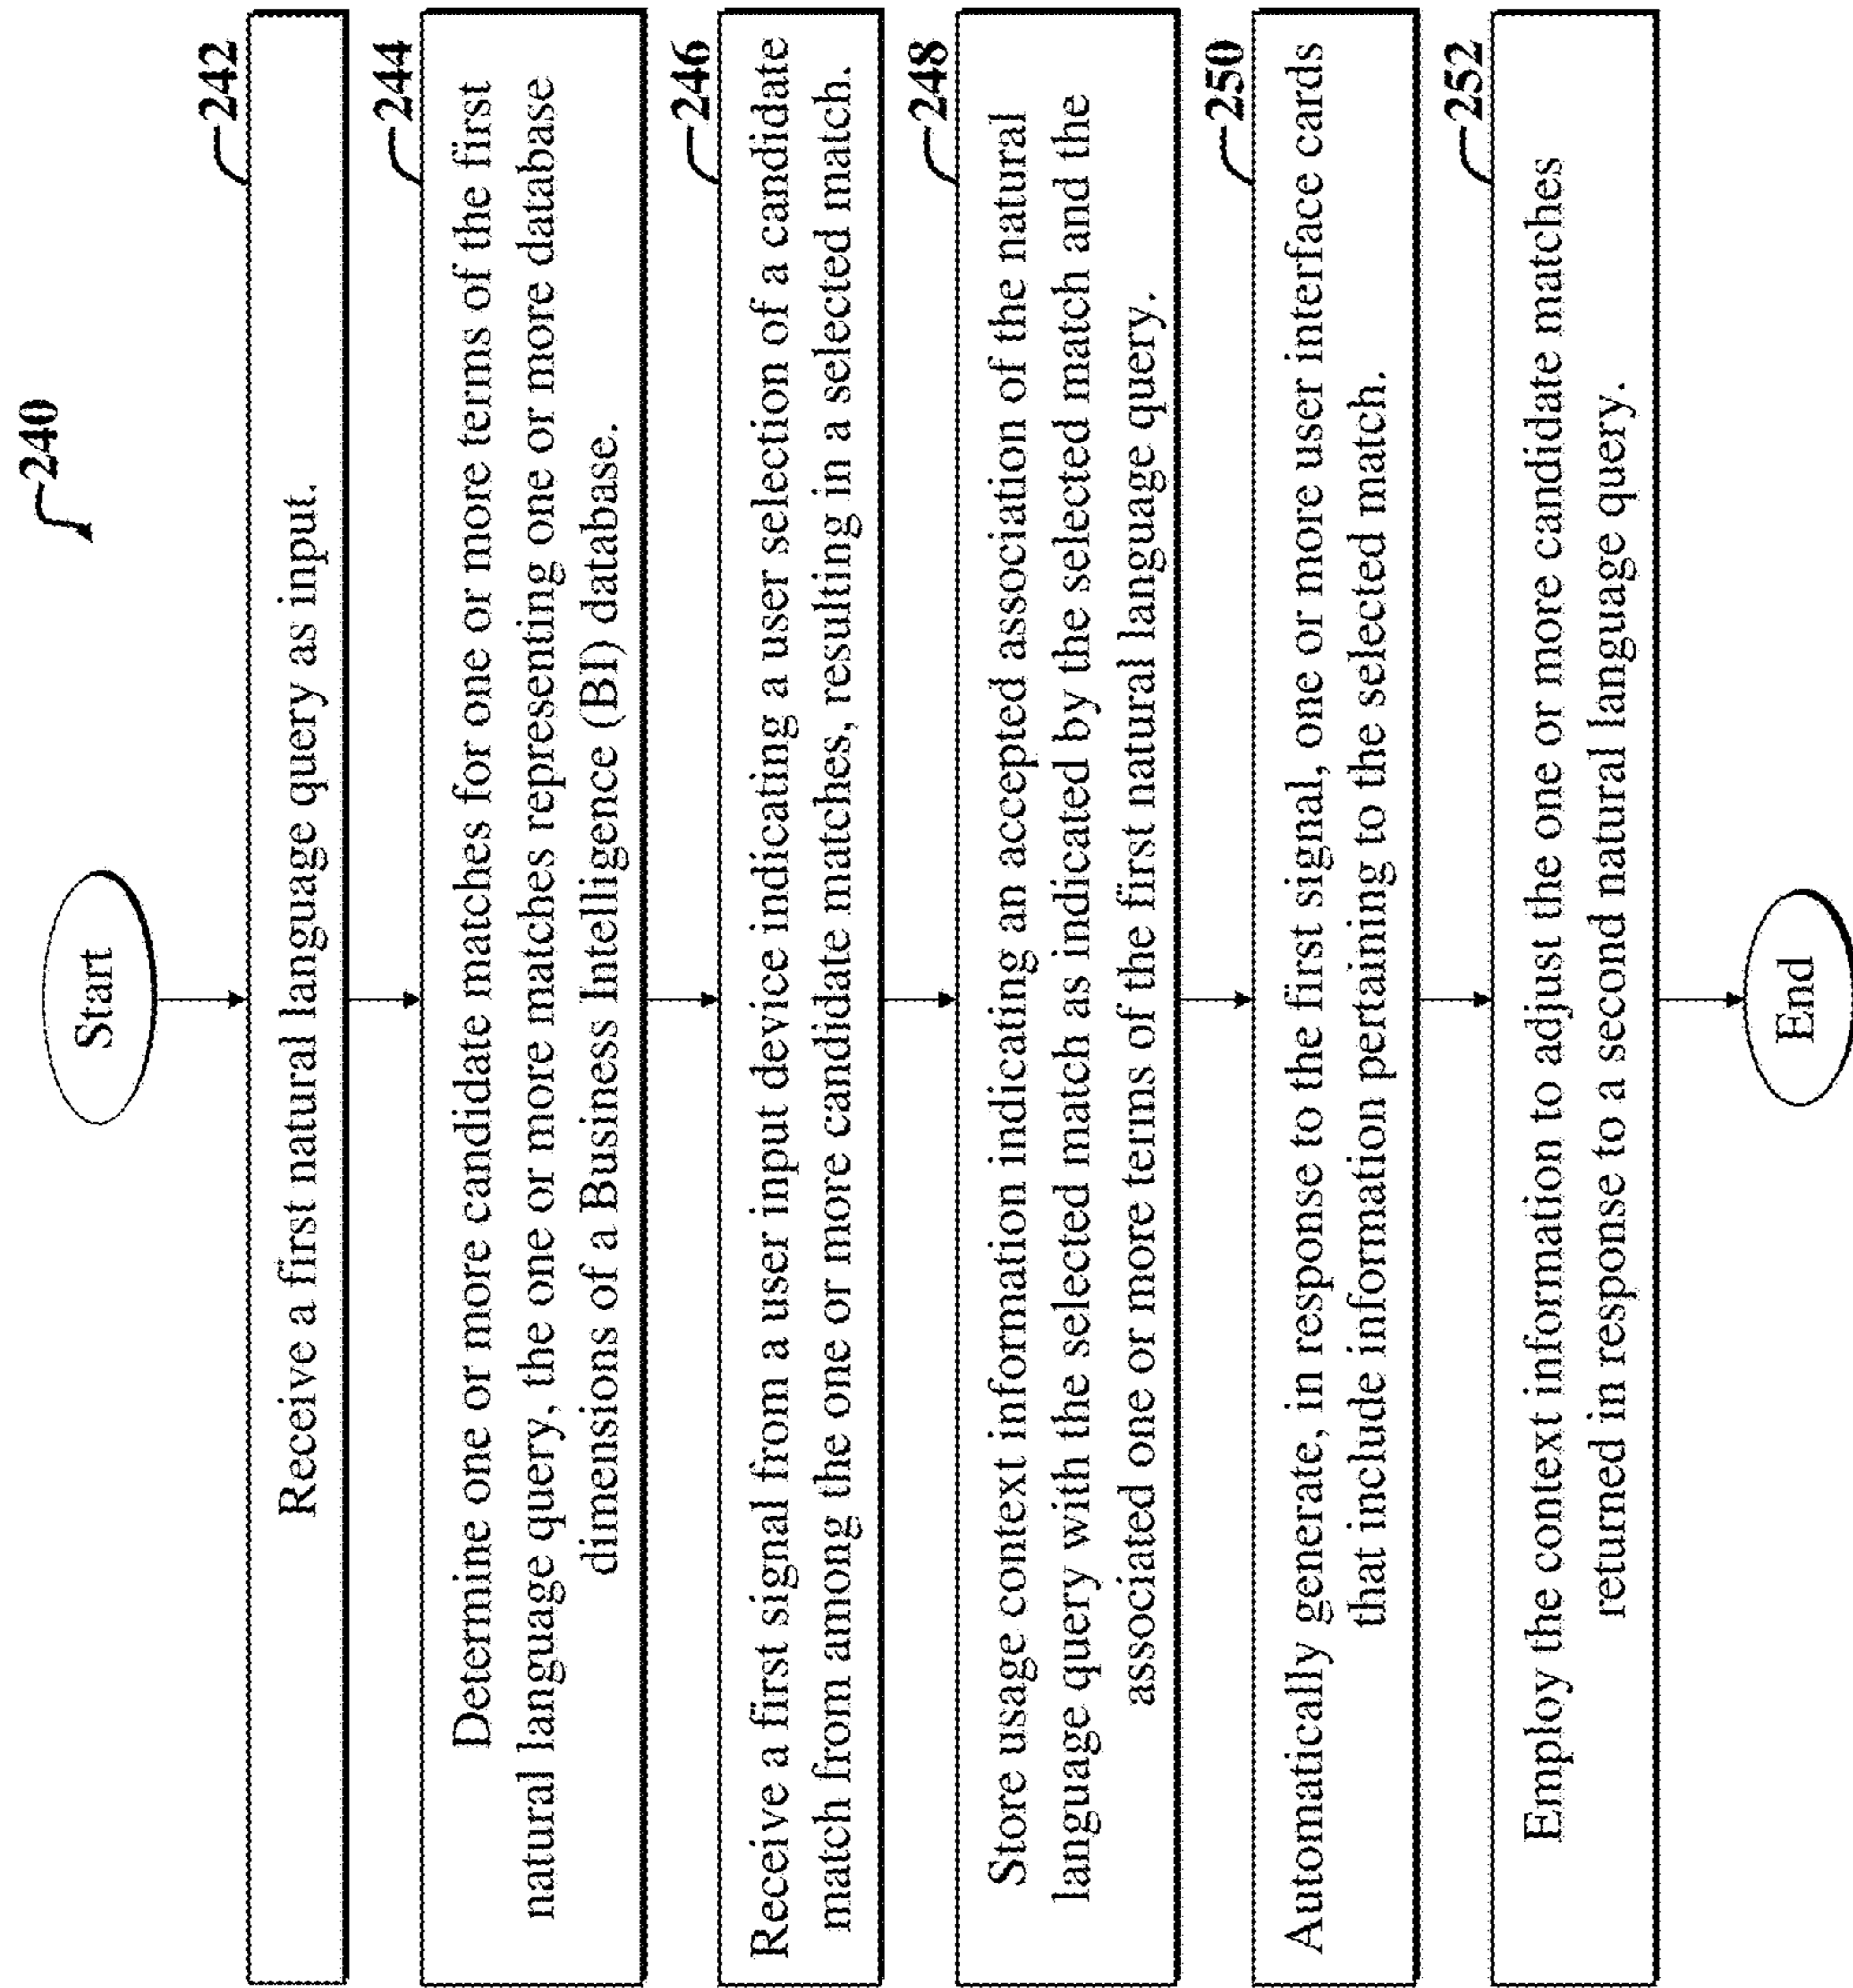 240
Start
242
Receive a first natural language query as input.
244
Determine one or more candidate matches for one or more terms of the first
natural language query, the one or more matches representing one or more database
dimensions of a Business Intelligence (BI) database.
246
Receive a first signal from a user input device indicating a user selection of a candidate
match from among the one or more candidate matches, resulting in a selected match.
248
Store usage context information indicating an accepted association of the natural
language query with the selected match as indicated by the selected match and the
associated one or more terms of the first natural language query.
250
Automatically generate, in response to the first signal, one or more user interface cards
that include information pertaining to the selected match.
252
Employ the context information to adjust the one or more candidate matches
returned in response to a second natural language query.
End